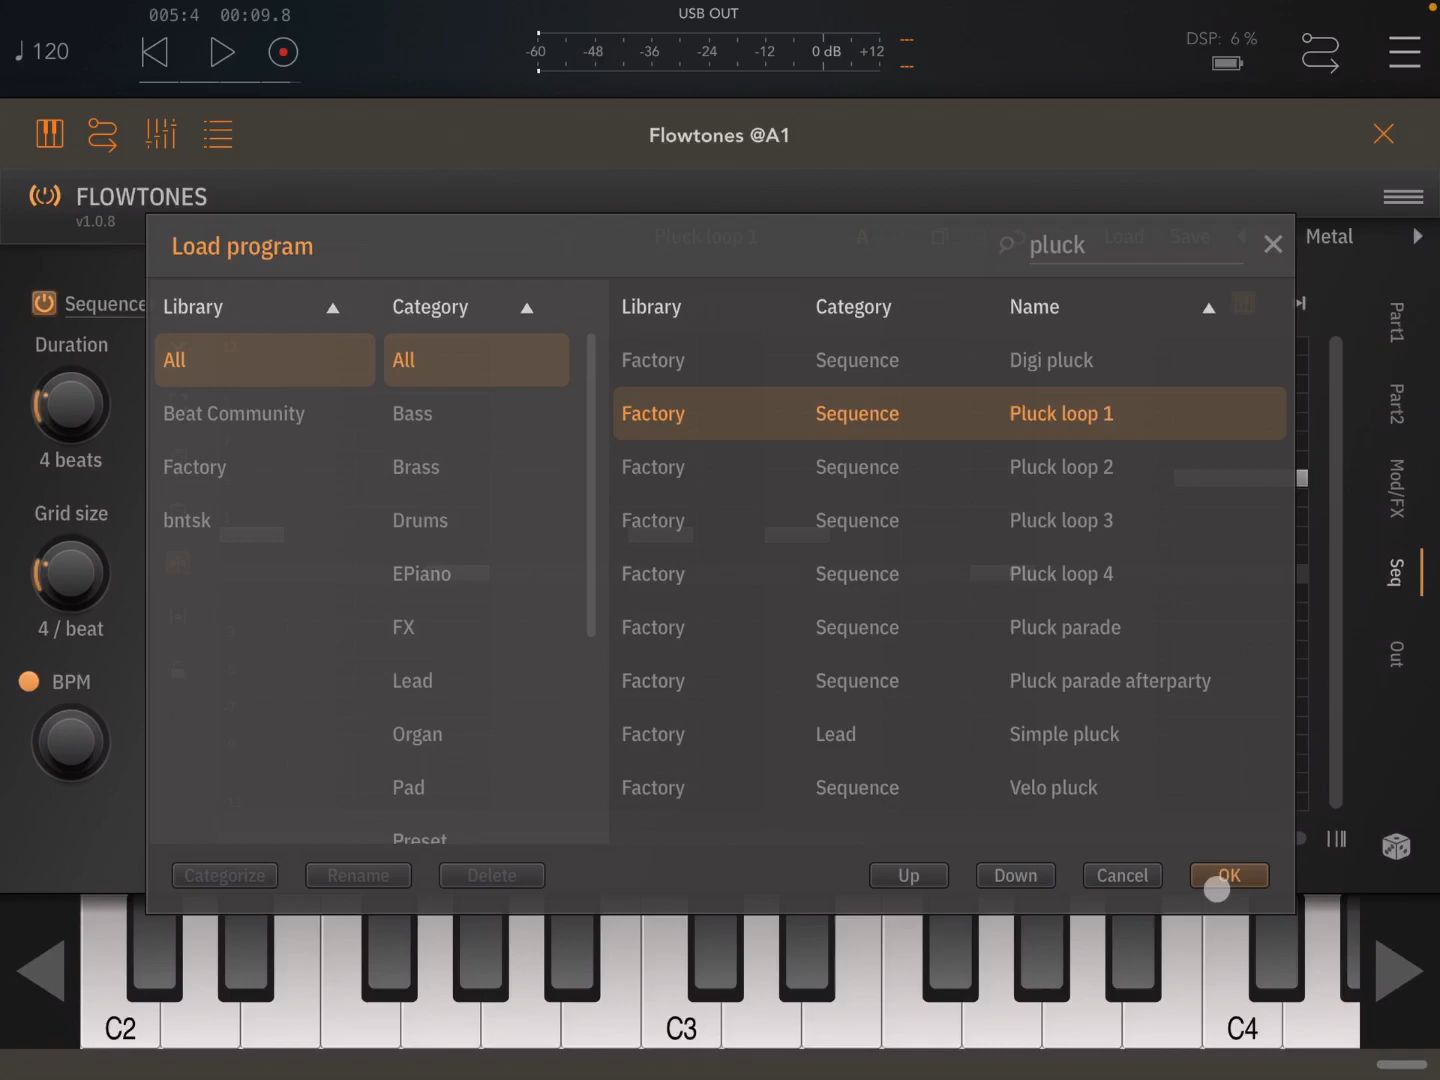 005:4 00:09.8
USB OUT
120
-60 -48 -36 -24 -12 0 dB +12
DSP: 6 %
Flowtones @A1
FLOWTONES
v1.0.8
Load program
Pluck loop 1
A
pluck
Load
Save
Metal
Sequence
Library
Category
Library
Category
Name
Duration
All
All
Factory Sequence Digi pluck
Beat Community
Bass
Factory Sequence Pluck loop 1
4 beats
Factory
Brass
Factory Sequence Pluck loop 2
Grid size
bntsk
Drums
Factory Sequence Pluck loop 3
EPiano
Factory Sequence Pluck loop 4
4 / beat
FX
Factory Sequence Pluck parade
BPM
Lead
Factory Sequence Pluck parade afterparty
Organ
Factory Lead Simple pluck
Pad
Factory Sequence Velo pluck
Preset
Part1
Part2
Mod/FX
Seq
Out
Categorize
Rename
Delete
Up
Down
Cancel
OK
C2
C3
C4